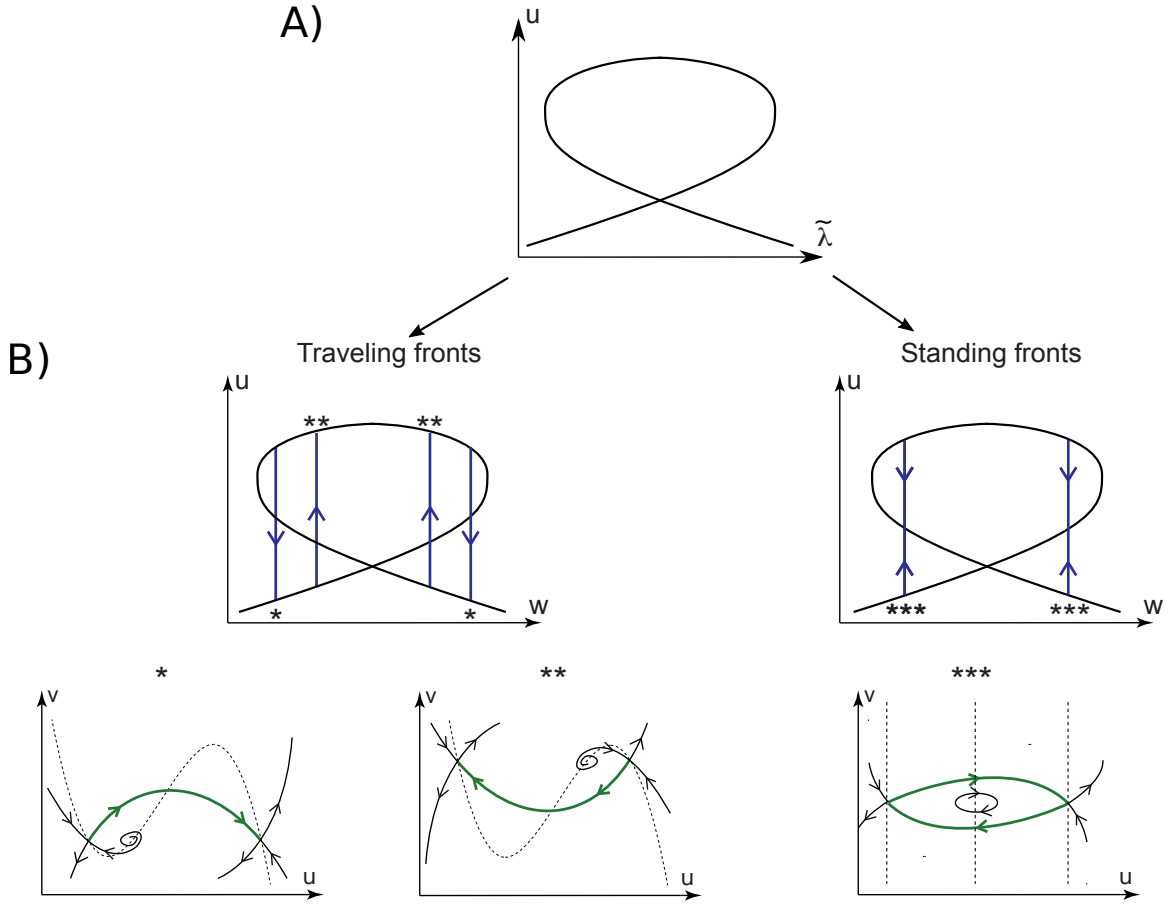 A)
u
λ̃
Traveling fronts
Standing fronts
B)
u
u
** **
* *
w
*** ***
w
*
**
***
v
v
v
u
u
u